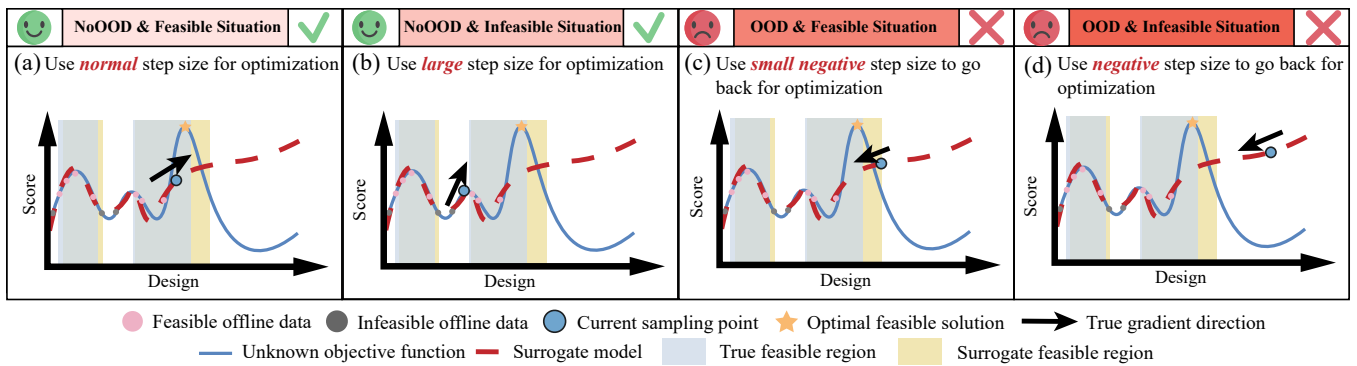 NoOOD & Feasible Situation
NoOOD & Infeasible Situation
OOD & Feasible Situation
OOD & Infeasible Situation
(a) Use normal step size for optimization
(b) Use large step size for optimization
(c) Use small negative step size to go
back for optimization
(d) Use negative step size to go back for
optimization
Score
Design
Score
Design
Score
Design
Score
Design
Feasible offline data
Infeasible offline data
Current sampling point
Optimal feasible solution
True gradient direction
Unknown objective function
Surrogate model
True feasible region
Surrogate feasible region